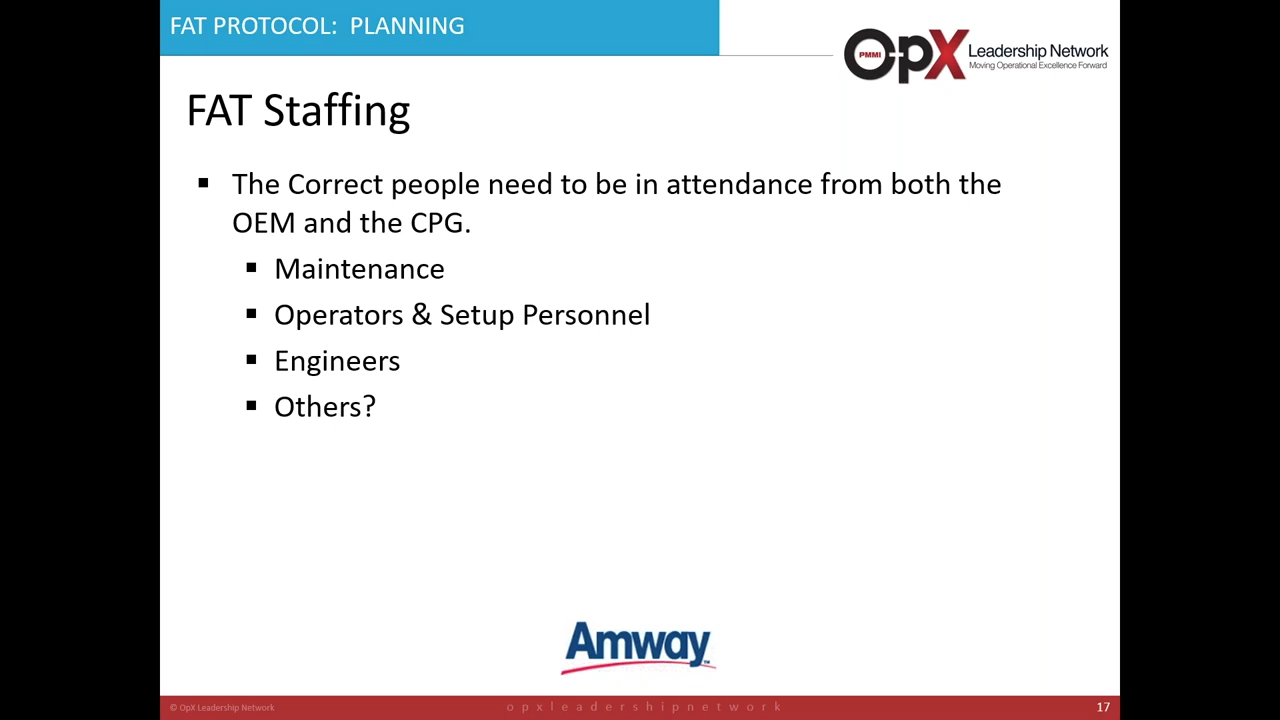 FAT PROTOCOL: PLANNING
PMMI
OpX
Leadership Network
Moving Operational Excellence Forward
FAT Staffing
The Correct people need to be in attendance from both the
OEM and the CPG.
Maintenance
Operators & Setup Personnel
Engineers
Others?
Amway™
© OpX Leadership Network
opxleadershipnetwork
17